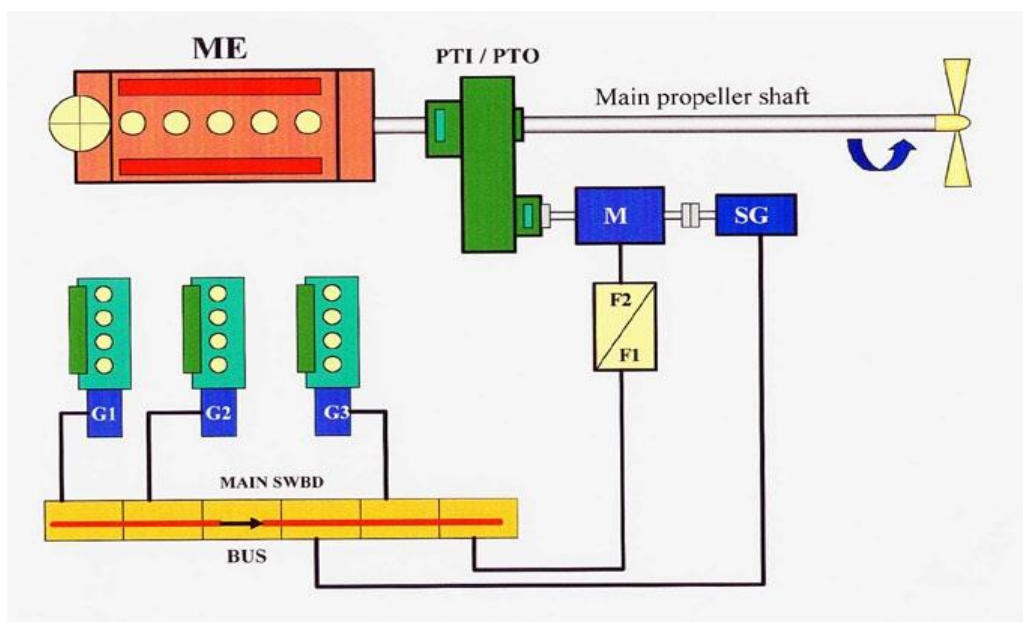 ME
PTI / PTO
Main propeller shaft
M
SG
F2
F1
G1
G2
G3
MAIN SWBD
BUS